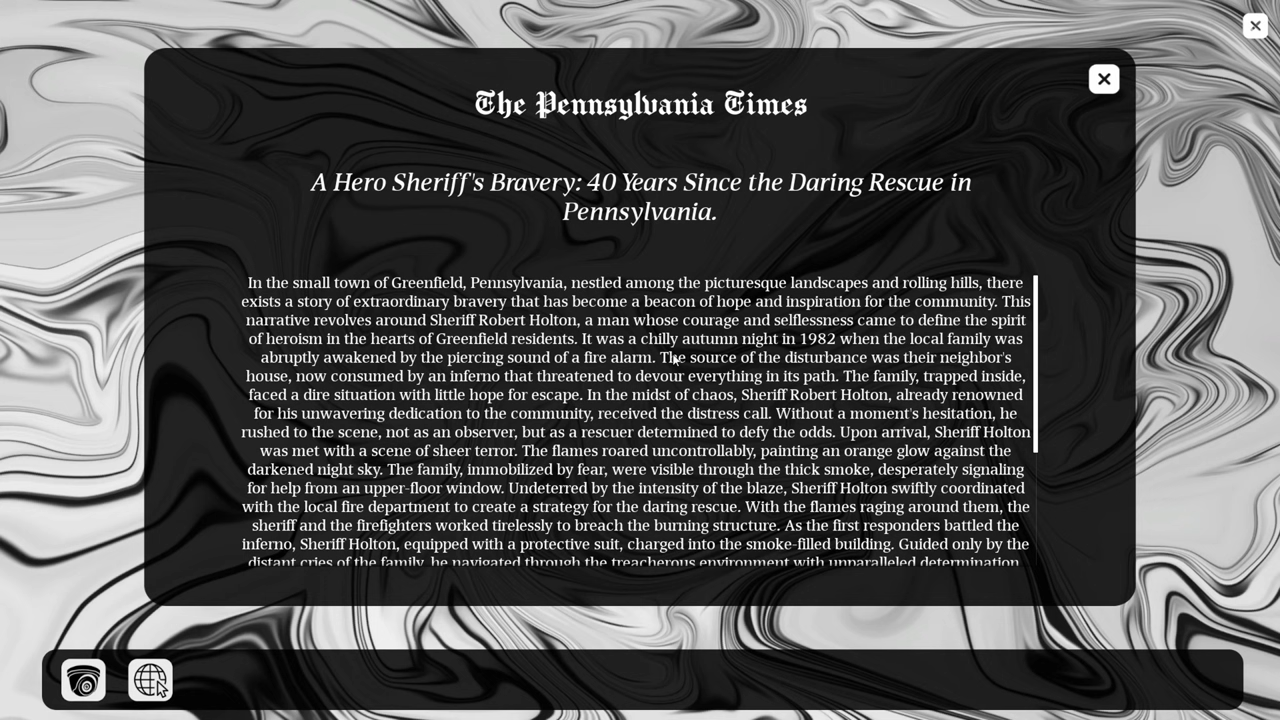 The Pennsylvania Times
A Hero Sheriff's Bravery: 40 Years Since the Daring Rescue in
Pennsylvania.
In the small town of Greenfield, Pennsylvania, nestled among the picturesque landscapes and rolling hills, there
exists a story of extraordinary bravery that has become a beacon of hope and inspiration for the community. This
narrative revolves around Sheriff Robert Holton, a man whose courage and selflessness came to define the spirit
of heroism in the hearts of Greenfield residents. It was a chilly autumn night in 1982 when the local family was
abruptly awakened by the piercing sound of a fire alarm. The source of the disturbance was their neighbor's
house, now consumed by an inferno that threatened to devour everything in its path. The family, trapped inside,
faced a dire situation with little hope for escape. In the midst of chaos, Sheriff Robert Holton, already renowned
for his unwavering dedication to the community, received the distress call. Without a moment's hesitation, he
rushed to the scene, not as an observer, but as a rescuer determined to defy the odds. Upon arrival, Sheriff Holton
was met with a scene of sheer terror. The flames roared uncontrollably, painting an orange glow against the
darkened night sky. The family, immobilized by fear, were visible through the thick smoke, desperately signaling
for help from an upper-floor window. Undeterred by the intensity of the blaze, Sheriff Holton swiftly coordinated
with the local fire department to create a strategy for the daring rescue. With the flames raging around them, the
sheriff and the firefighters worked tirelessly to breach the burning structure. As the first responders battled the
inferno, Sheriff Holton, equipped with a protective suit, charged into the smoke-filled building. Guided only by the
distant cries of the family, he navigated through the treacherous environment with unparalleled determination.